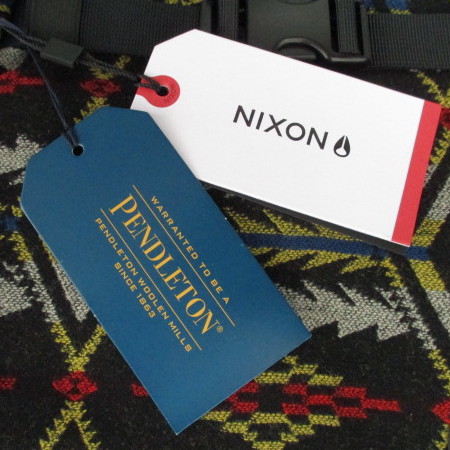 NIXON
WARRANTED TO BE A
PENDLETON®
PENDLETON WOOLEN MILLS
SINCE 1863